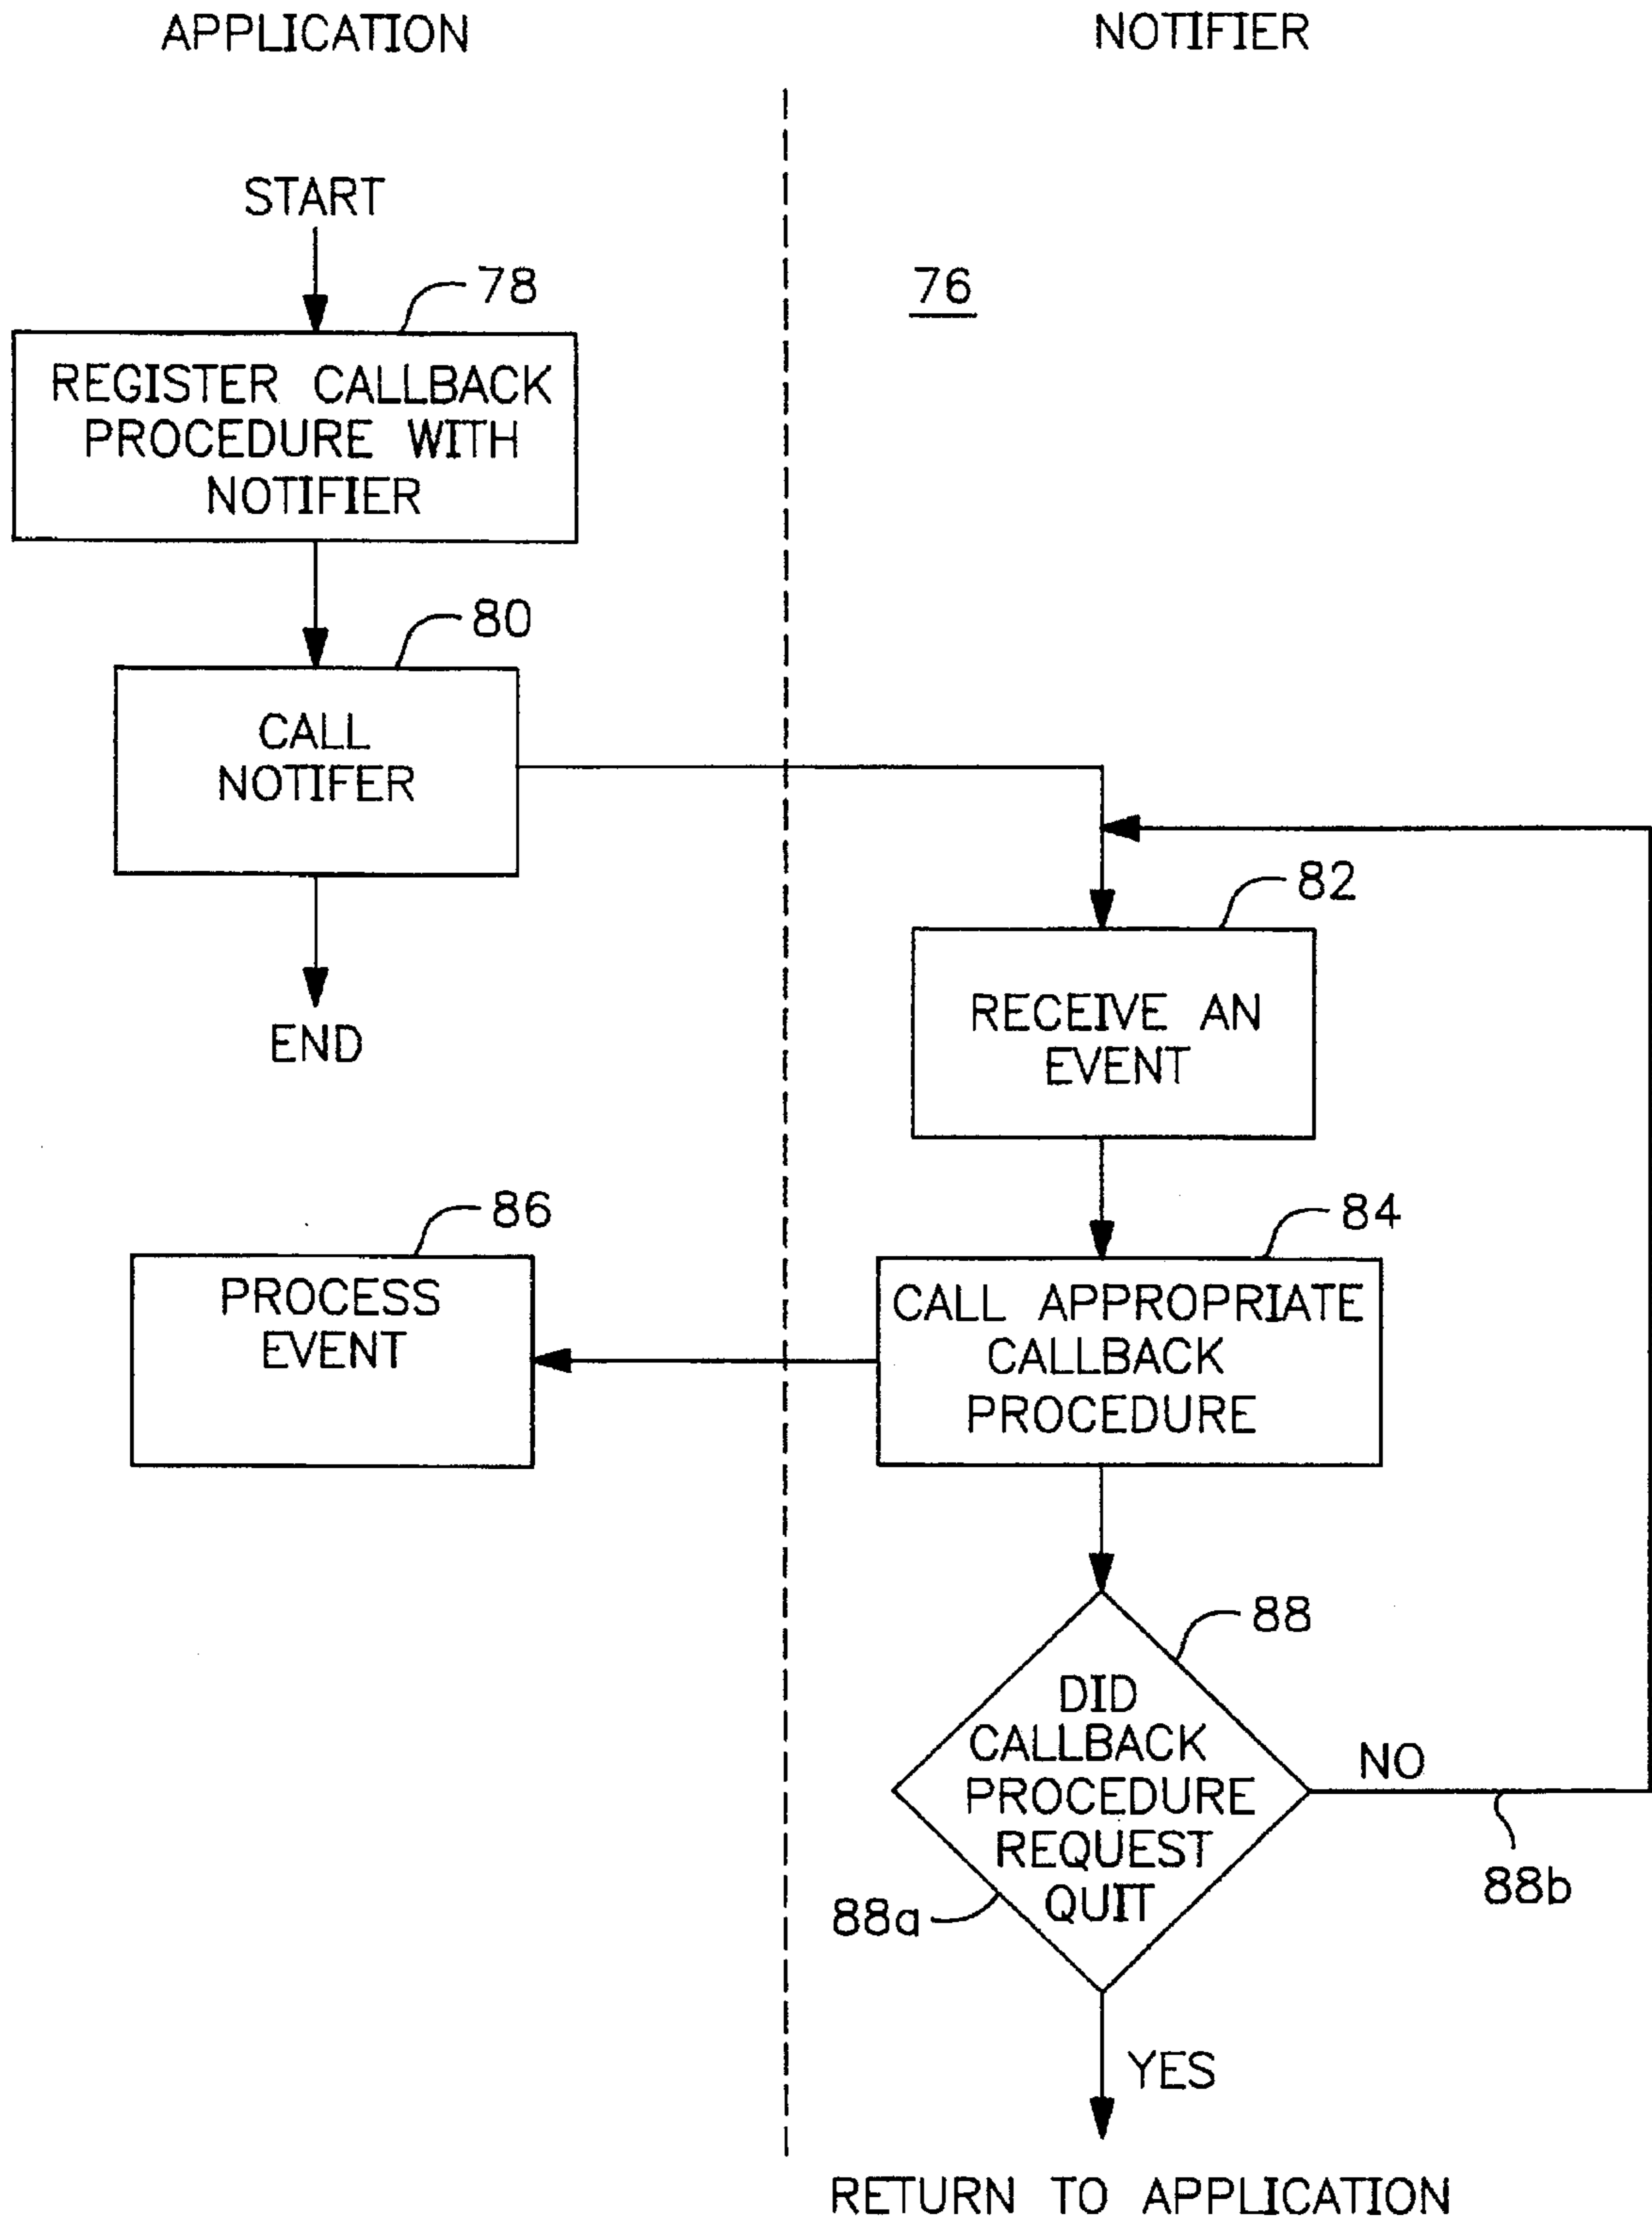 APPLICATION
NOTIFIER
START
78
76
REGISTER CALLBACK
PROCEDURE WITH
NOTIFIER
80
CALL
NOTIFER
82
RECEIVE AN
EVENT
END
86
84
PROCESS
EVENT
CALL APPROPRIATE
CALLBACK
PROCEDURE
88
DID
CALLBACK
PROCEDURE
REQUEST
QUIT
NO
88b
88a
YES
RETURN TO APPLICATION